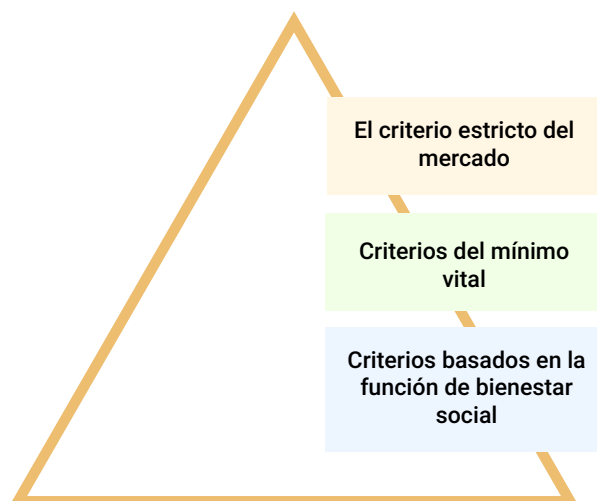 El criterio estricto del
mercado
Criterios del mínimo
vital
Criterios basados en la
función de bienestar
social